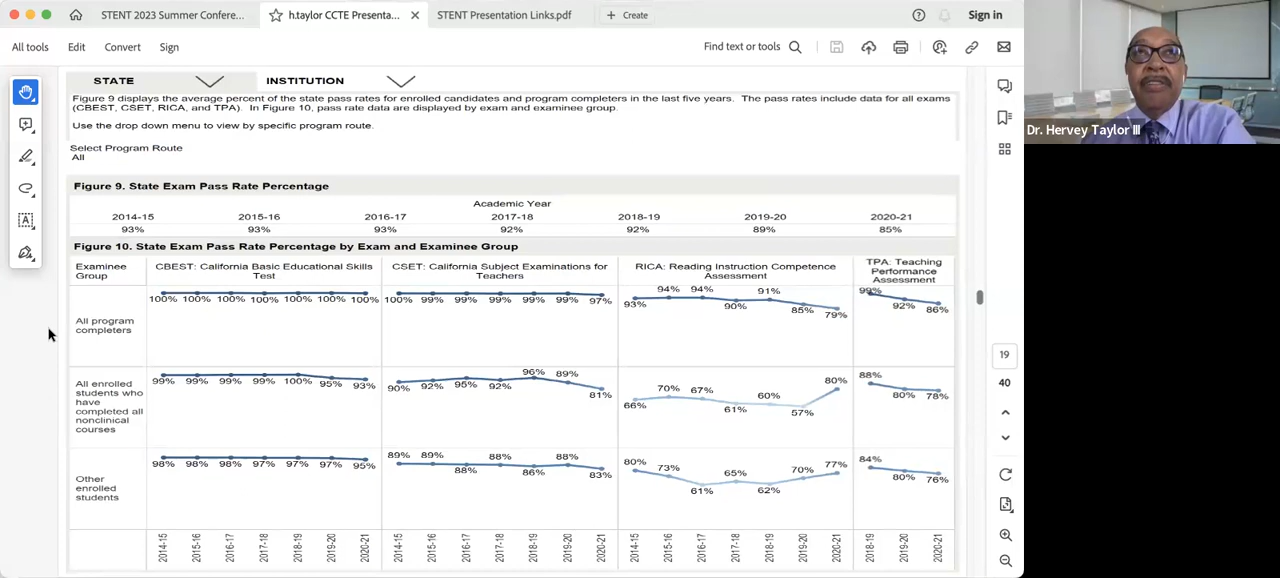 STENT 2023 Summer Confere... h.taylor CCTE Presenta... STENT Presentation Links.pdf Create Sign in
All tools Edit Convert Sign Find text or tools
STATE INSTITUTION
Figure 9 displays the average percent of the state pass rates for enrolled candidates and program completers in the last five years. The pass rates include data for all exams
(CBEST, CSET, RICA, and TPA). In Figure 10, pass rate data are displayed by exam and examinee group.
Use the drop down menu to view by specific program route.
Select Program Route
All
Figure 9. State Exam Pass Rate Percentage
Academic Year
2014-15 2015-16 2016-17 2017-18 2018-19 2019-20 2020-21
93% 93% 93% 92% 92% 89% 85%
Figure 10. State Exam Pass Rate Percentage by Exam and Examinee Group
Examinee
Group
CBEST: California Basic Educational Skills
Test
CSET: California Subject Examinations for
Teachers
RICA: Reading Instruction Competence
Assessment
TPA: Teaching
Performance
Assessment
All program
completers
100% 100% 100% 100% 100% 100% 100%
100% 99% 99% 99% 99% 99% 97%
93% 94% 94% 90% 91% 85% 79%
99% 92% 86%
All enrolled
students who
have
completed all
nonclinical
courses
99% 99% 99% 99% 100% 95% 93%
90% 92% 95% 92% 96% 89% 81%
66% 70% 67% 61% 60% 57% 80%
88% 80% 78%
Other
enrolled
students
98% 98% 98% 97% 97% 97% 95%
89% 89% 88% 88% 86% 88% 83%
80% 73% 61% 65% 62% 70% 77%
84% 80% 76%
2014-15 2015-16 2016-17 2017-18 2018-19 2019-20 2020-21
2014-15 2015-16 2016-17 2017-18 2018-19 2019-20 2020-21
2014-15 2015-16 2016-17 2017-18 2018-19 2019-20 2020-21
2018-19 2019-20 2020-21
19
40
Dr. Hervey Taylor III